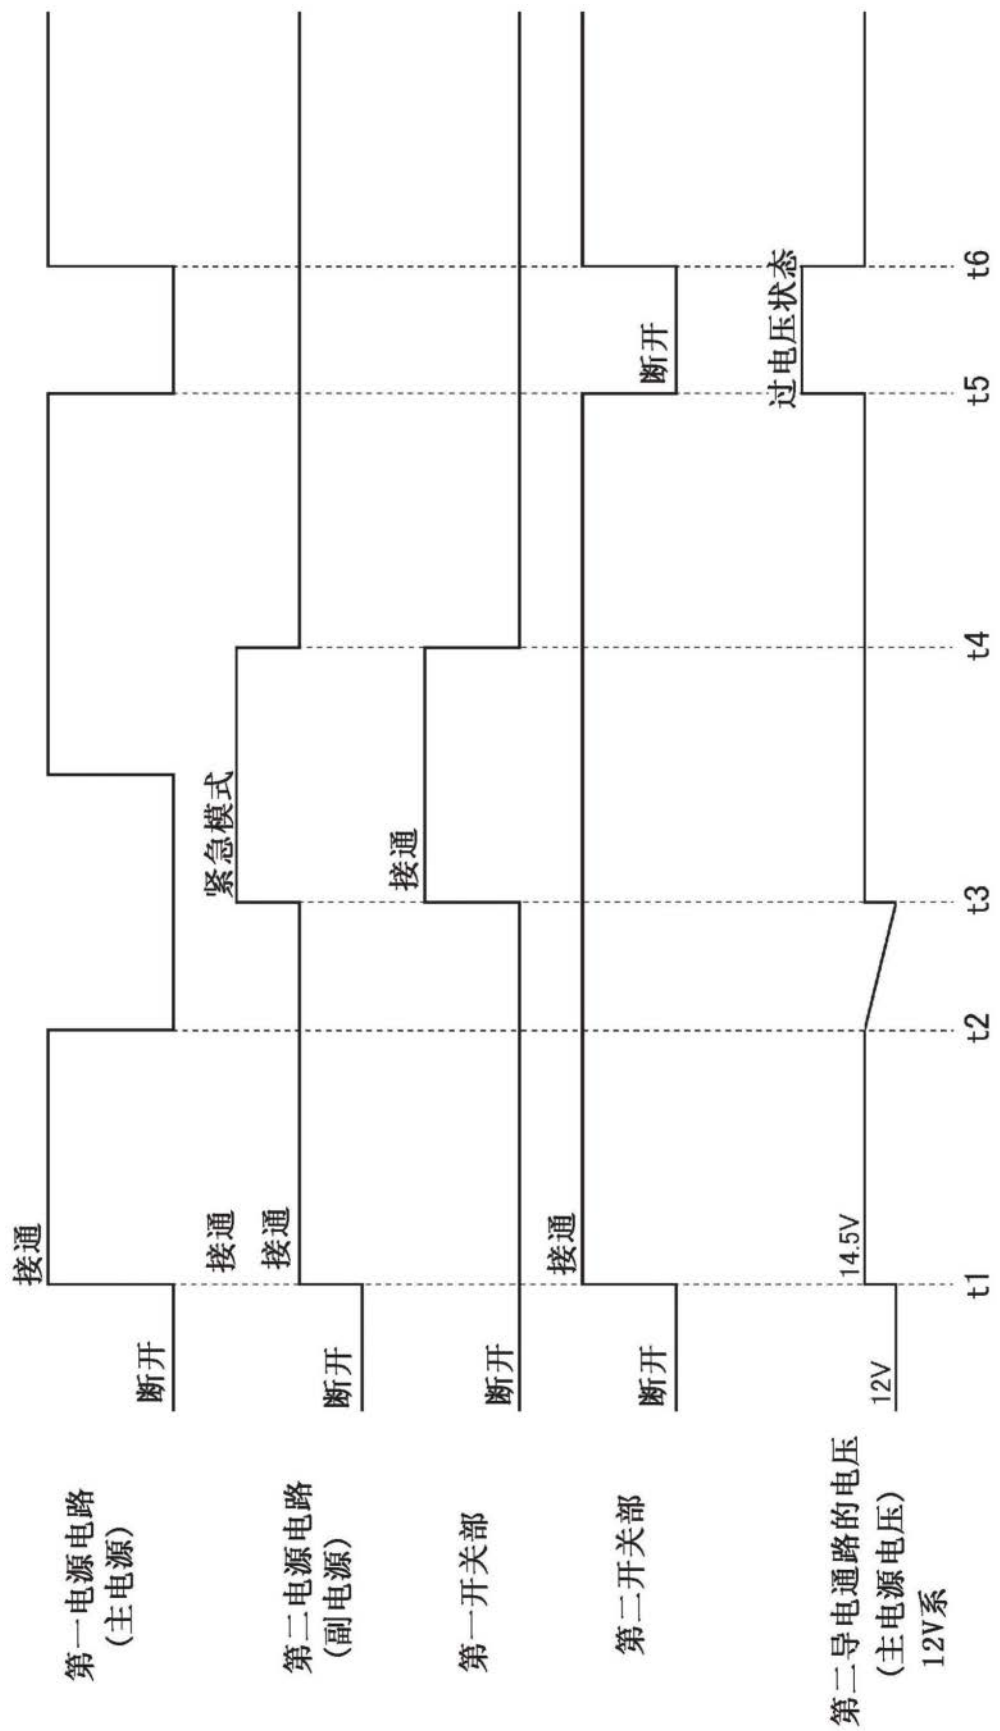 第一电源电路
(主电源)
接通
断开
第二电源电路
(副电源)
接通
紧急模式
接通
断开
第一开关部
接通
断开
第二开关部
接通
断开
断开
第二导电通路的电压
(主电源电压)
12V系
12V
14.5V
过电压状态
t1
t2
t3
t4
t5
t6